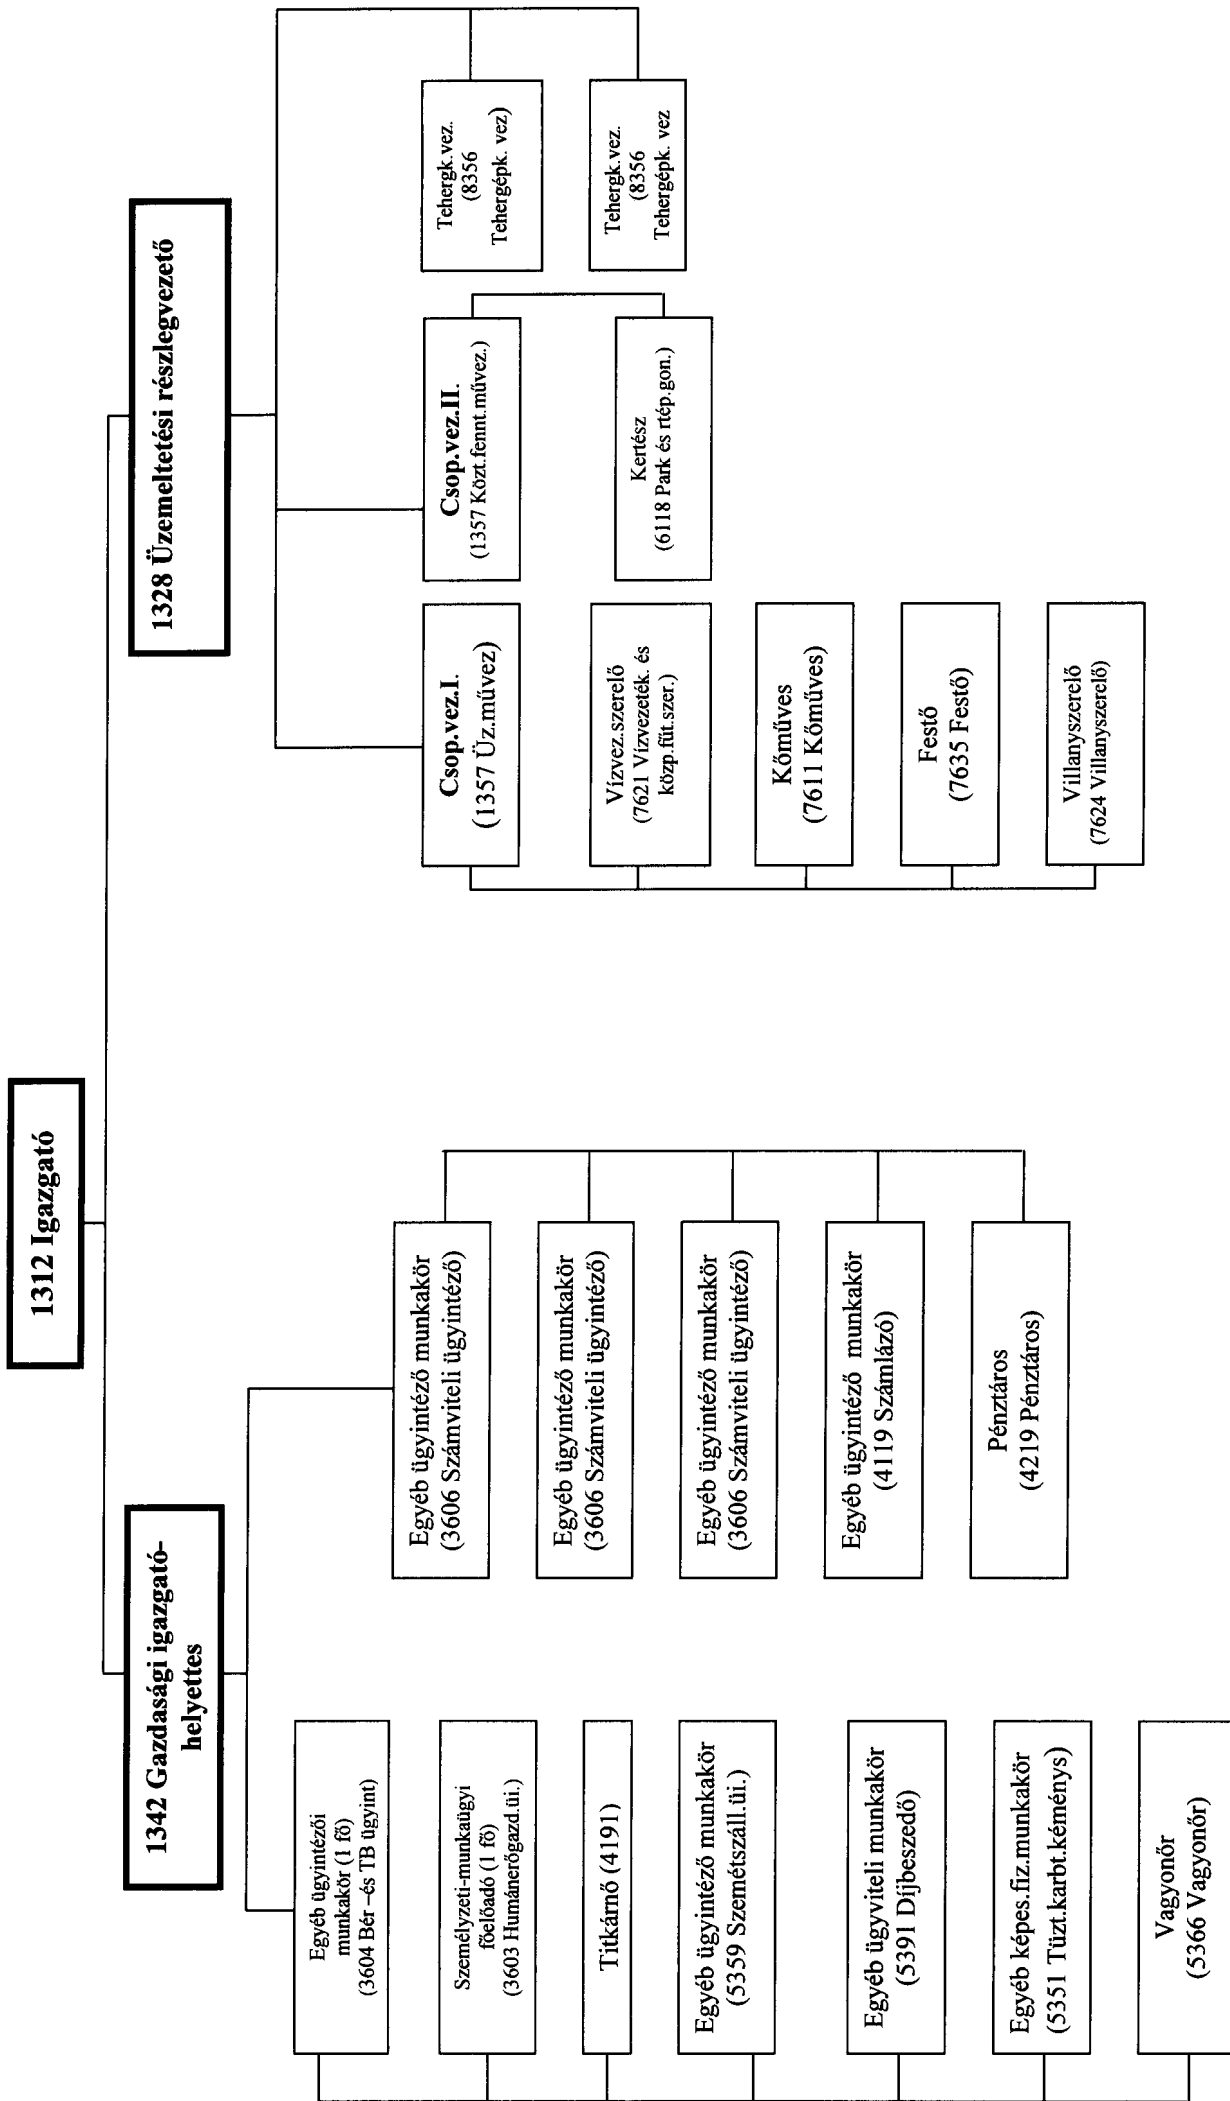 1312 Igazgató
1342 Gazdasági igazgató-
helyettes
1328 Üzemeltetési részlegvezető
Egyéb ügyintézői
munkakör (1 fő)
(3604 Bér –és TB ügyint)
Személyzeti-munkaügyi
főelőadó (1 fő)
(3603 Humánerőgazd.üi.)
Titkárnő (4191)
Egyéb ügyintéző munkakör
(5359 Szemétszáll.üi.)
Egyéb ügyviteli munkakör
(5391 Díjbeszedő)
Egyéb képes.fiz.munkakör
(5351 Tüzt.karbt.kéménys)
Vagyonőr
(5366 Vagyonőr)
Egyéb ügyintéző munkakör
(3606 Számviteli ügyintéző)
Egyéb ügyintéző munkakör
(3606 Számviteli ügyintéző)
Egyéb ügyintéző munkakör
(3606 Számviteli ügyintéző)
Egyéb ügyintéző munkakör
(4119 Számlázó)
Pénztáros
(4219 Pénztáros)
Csop.vez.I.
(1357 Üz.művez)
Vízvez.szerelő
(7621 Vízvezeték. és
közp.fűt.szer.)
Kőműves
(7611 Kőműves)
Festő
(7635 Festő)
Villanyszerelő
(7624 Villanyszerelő)
Csop.vez.II.
(1357 Közt.fennt.művez.)
Kertész
(6118 Park és rtép.gon.)
Tehergk.vez.
(8356
Tehergépk. vez)
Tehergk.vez.
(8356
Tehergépk. vez